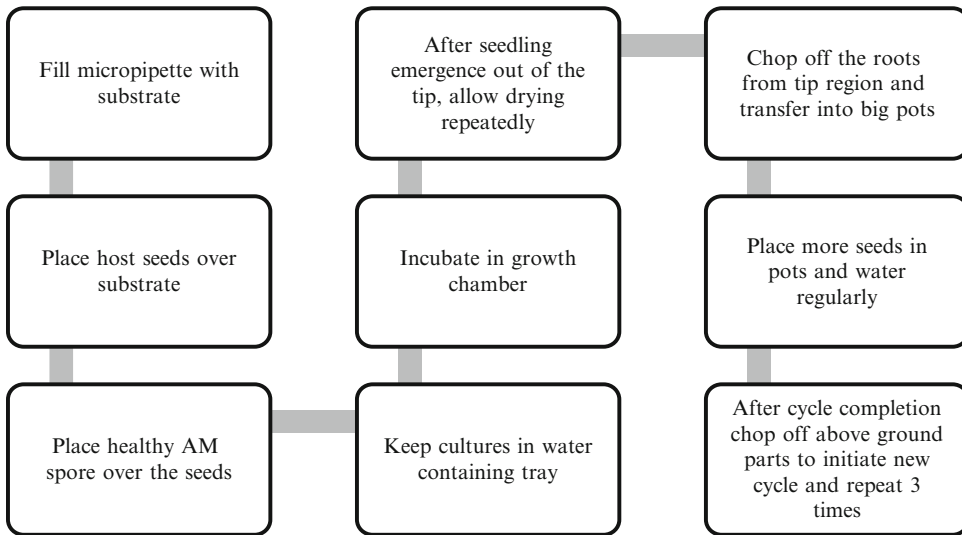 Fill micropipette with
substrate
Place host seeds over
substrate
Place healthy AM
spore over the seeds
Keep cultures in water
containing tray
Incubate in growth
chamber
After seedling
emergence out of the
tip, allow drying
repeatedly
Chop off the roots
from tip region and
transfer into big pots
Place more seeds in
pots and water
regularly
After cycle completion
chop off above ground
parts to initiate new
cycle and repeat 3
times